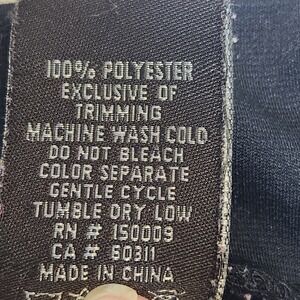 100% POLYESTER
EXCLUSIVE OF
TRIMMING
MACHINE WASH COLD
DO NOT BLEACH
COLOR SEPARATE
GENTLE CYCLE
TUMBLE DRY LOW
RN # 150009
CA # 60311
MADE IN CHINA